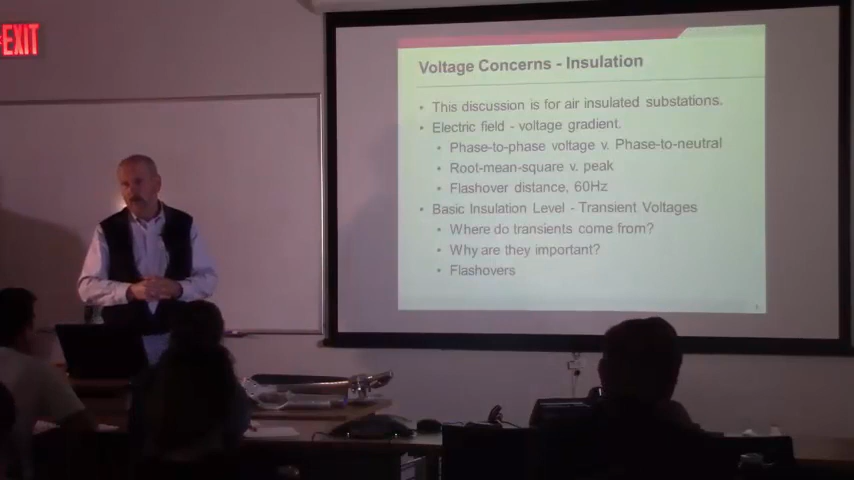 EXIT
Voltage Concerns - Insulation
• This discussion is for air insulated substations.
• Electric field - voltage gradient.
• Phase-to-phase voltage v. Phase-to-neutral
• Root-mean-square v. peak
• Flashover distance, 60Hz
• Basic Insulation Level - Transient Voltages
• Where do transients come from?
• Why are they important?
• Flashovers